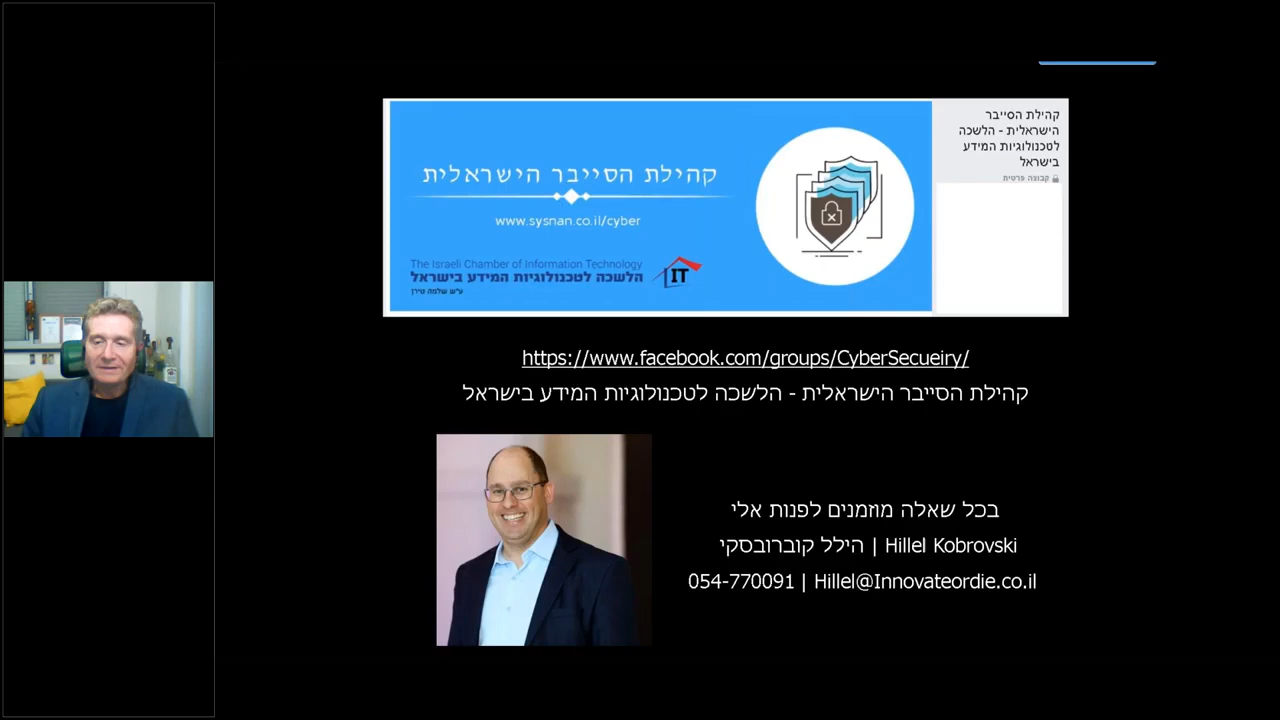 קהילת הסייבר הישראלית
www.sysnan.co.il/cyber
The Israeli Chamber of Information Technology
הלשכה לטכנולוגיות המידע בישראל
ע״ש שלמה טירן
IT
קהילת הסייבר
הישראלית - הלשכה
לטכנולוגיות המידע
בישראל
קבוצה פרטית
https://www.facebook.com/groups/CyberSecueiry/
קהילת הסייבר הישראלית - הלשכה לטכנולוגיות המידע בישראל
בכל שאלה מוזמנים לפנות אלי
הילל קוברובסקי | Hillel Kobrovski
054-770091 | Hillel@Innovateordie.co.il